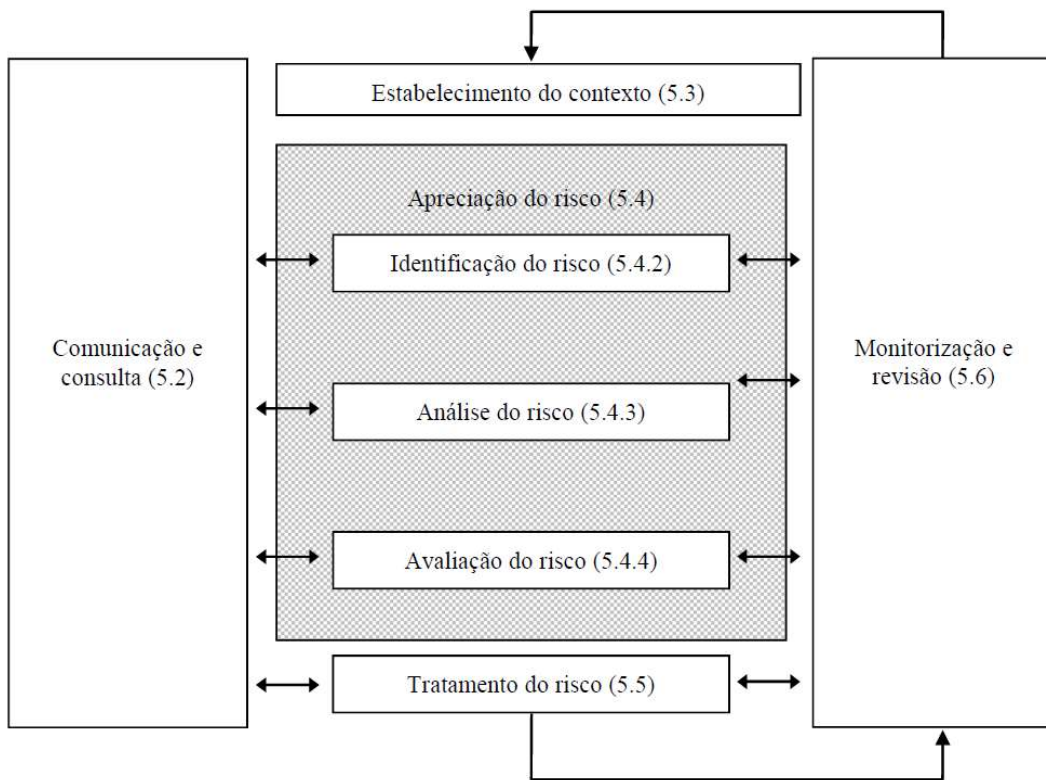 Estabelecimento do contexto (5.3)
Apreciação do risco (5.4)
Identificação do risco (5.4.2)
Comunicação e
consulta (5.2)
Monitorização e
revisão (5.6)
Análise do risco (5.4.3)
Avaliação do risco (5.4.4)
Tratamento do risco (5.5)